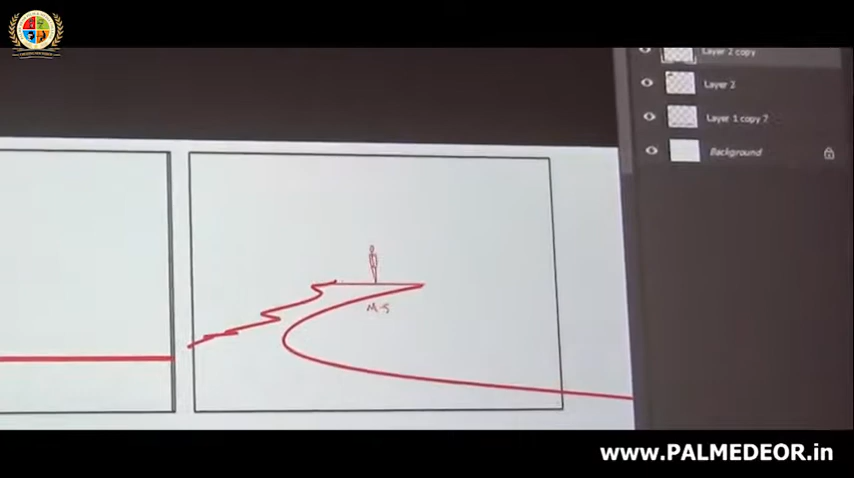 Layer 2 copy
Layer 2
Layer 1 copy 7
Background
M-S
www.PALMEDEOR.in